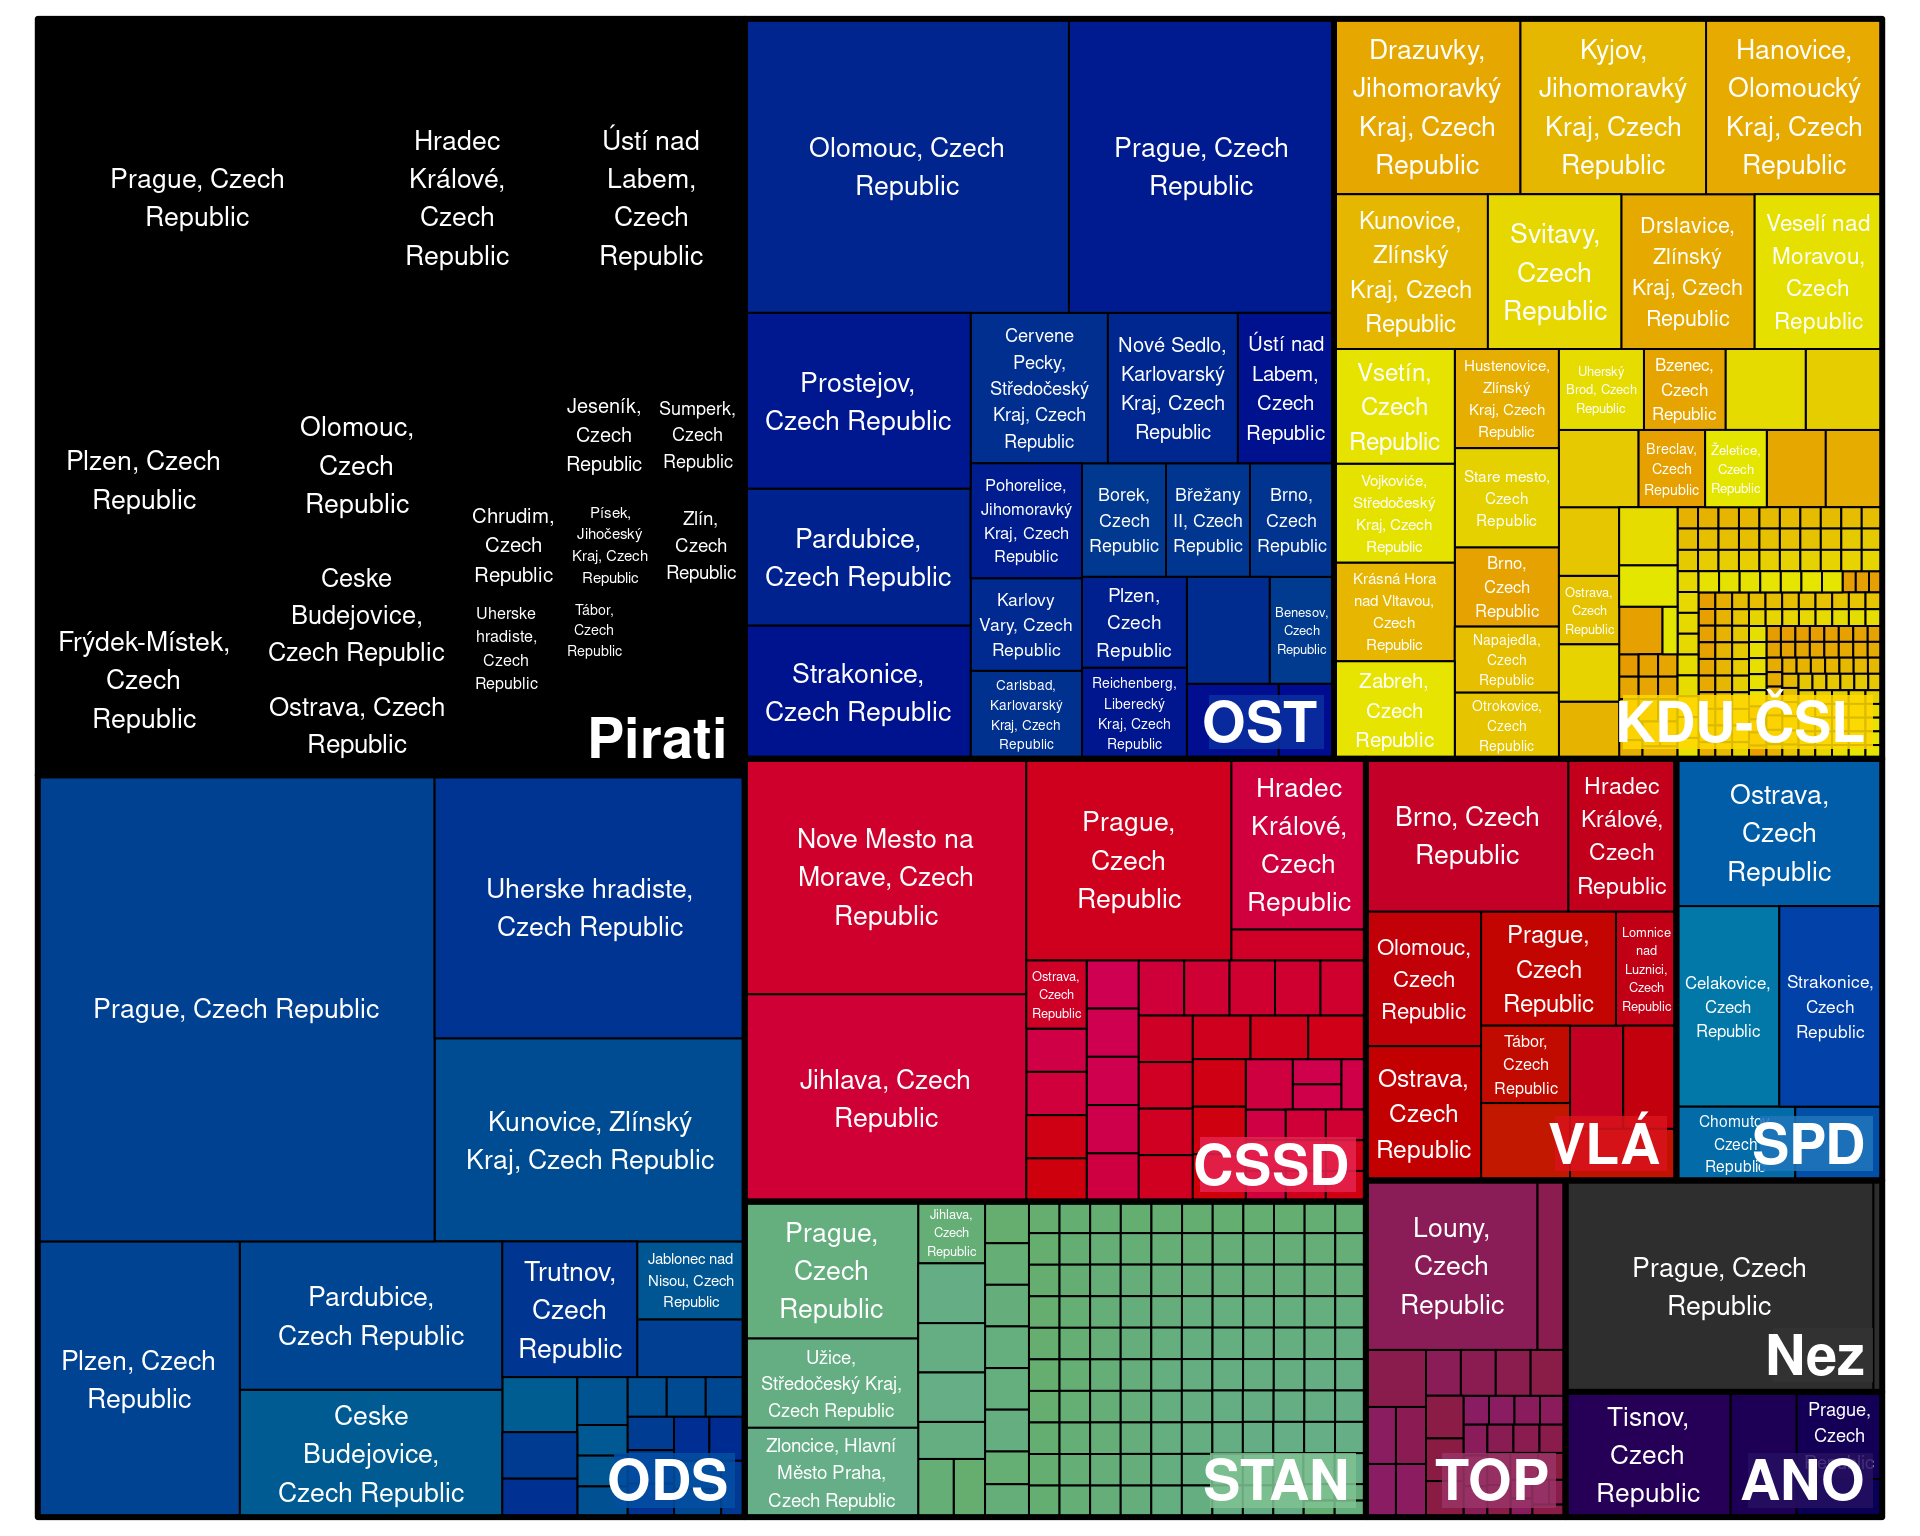 Prague, Czech
Republic
Hradec
Králové,
Czech
Republic
Ústí nad
Labem,
Czech
Republic
Plzen, Czech
Republic
Olomouc,
Czech
Republic
Jeseník,
Czech
Republic
Sumperk,
Czech
Republic
Chrudim,
Czech
Republic
Písek,
Jihočeský
Kraj, Czech
Republic
Zlín,
Czech
Republic
Frýdek-Místek,
Czech
Republic
Ceske
Budejovice,
Czech Republic
Uherske
hradiste,
Czech
Republic
Tábor,
Czech
Republic
Ostrava, Czech
Republic
Pirati
Olomouc, Czech
Republic
Prague, Czech
Republic
Prostejov,
Czech Republic
Cervene
Pecky,
Středočeský
Kraj, Czech
Republic
Nové Sedlo,
Karlovarský
Kraj, Czech
Republic
Ústí nad
Labem,
Czech
Republic
Pardubice,
Czech Republic
Pohorelice,
Jihomoravký
Kraj, Czech
Republic
Borek,
Czech
Republic
Břežany
II, Czech
Republic
Brno,
Czech
Republic
Strakonice,
Czech Republic
Karlovy
Vary, Czech
Republic
Plzen,
Czech
Republic
Benesov,
Czech
Republic
Carlsbad,
Karlovarský
Kraj, Czech
Republic
Reichenberg,
Liberecký
Kraj, Czech
Republic
OST
Drazuvky,
Jihomoravký
Kraj, Czech
Republic
Kyjov,
Jihomoravký
Kraj, Czech
Republic
Hanovice,
Olomoucký
Kraj, Czech
Republic
Kunovice,
Zlínský
Kraj, Czech
Republic
Svitavy,
Czech
Republic
Drslavice,
Zlínský
Kraj, Czech
Republic
Veselí nad
Moravou,
Czech
Republic
Vsetín,
Czech
Republic
Hustenovice,
Zlínský
Kraj, Czech
Republic
Uherský
Brod, Czech
Republic
Bzenec,
Czech
Republic
Vojkoviće,
Středočeský
Kraj, Czech
Republic
Stare mesto,
Czech
Republic
Breclav,
Czech
Republic
Želetice,
Czech
Republic
Krásná Hora
nad Vltavou,
Czech
Republic
Brno,
Czech
Republic
Ostrava,
Czech
Republic
Napajedla,
Czech
Republic
Zabreh,
Czech
Republic
Otrokovice,
Czech
Republic
KDU-ČSL
Prague, Czech Republic
Uherske hradiste,
Czech Republic
Kunovice, Zlínský
Kraj, Czech Republic
Plzen, Czech
Republic
Pardubice,
Czech Republic
Trutnov,
Czech
Republic
Jablonec nad
Nisou, Czech
Republic
Ceske
Budejovice,
Czech Republic
ODS
Nove Mesto na
Morave, Czech
Republic
Prague,
Czech
Republic
Hradec
Králové,
Czech
Republic
Jihlava, Czech
Republic
Ostrava,
Czech
Republic
CSSD
Brno, Czech
Republic
Hradec
Králové,
Czech
Republic
Olomouc,
Czech
Republic
Prague,
Czech
Republic
Lomnice
nad
Luznici,
Czech
Republic
Ostrava,
Czech
Republic
Tábor,
Czech
Republic
VLÁ
Ostrava,
Czech
Republic
Celakovice,
Czech
Republic
Strakonice,
Czech
Republic
Czech
Republic
SPD
Prague,
Czech
Republic
Jihlava,
Czech
Republic
Užice,
Středočeský Kraj,
Czech Republic
Zloncice, Hlavní
Město Praha,
Czech Republic
STAN
Louny,
Czech
Republic
TOP
Prague, Czech
Republic
Nez
Tisnov,
Czech
Republic
Prague,
Czech
Republic
ANO